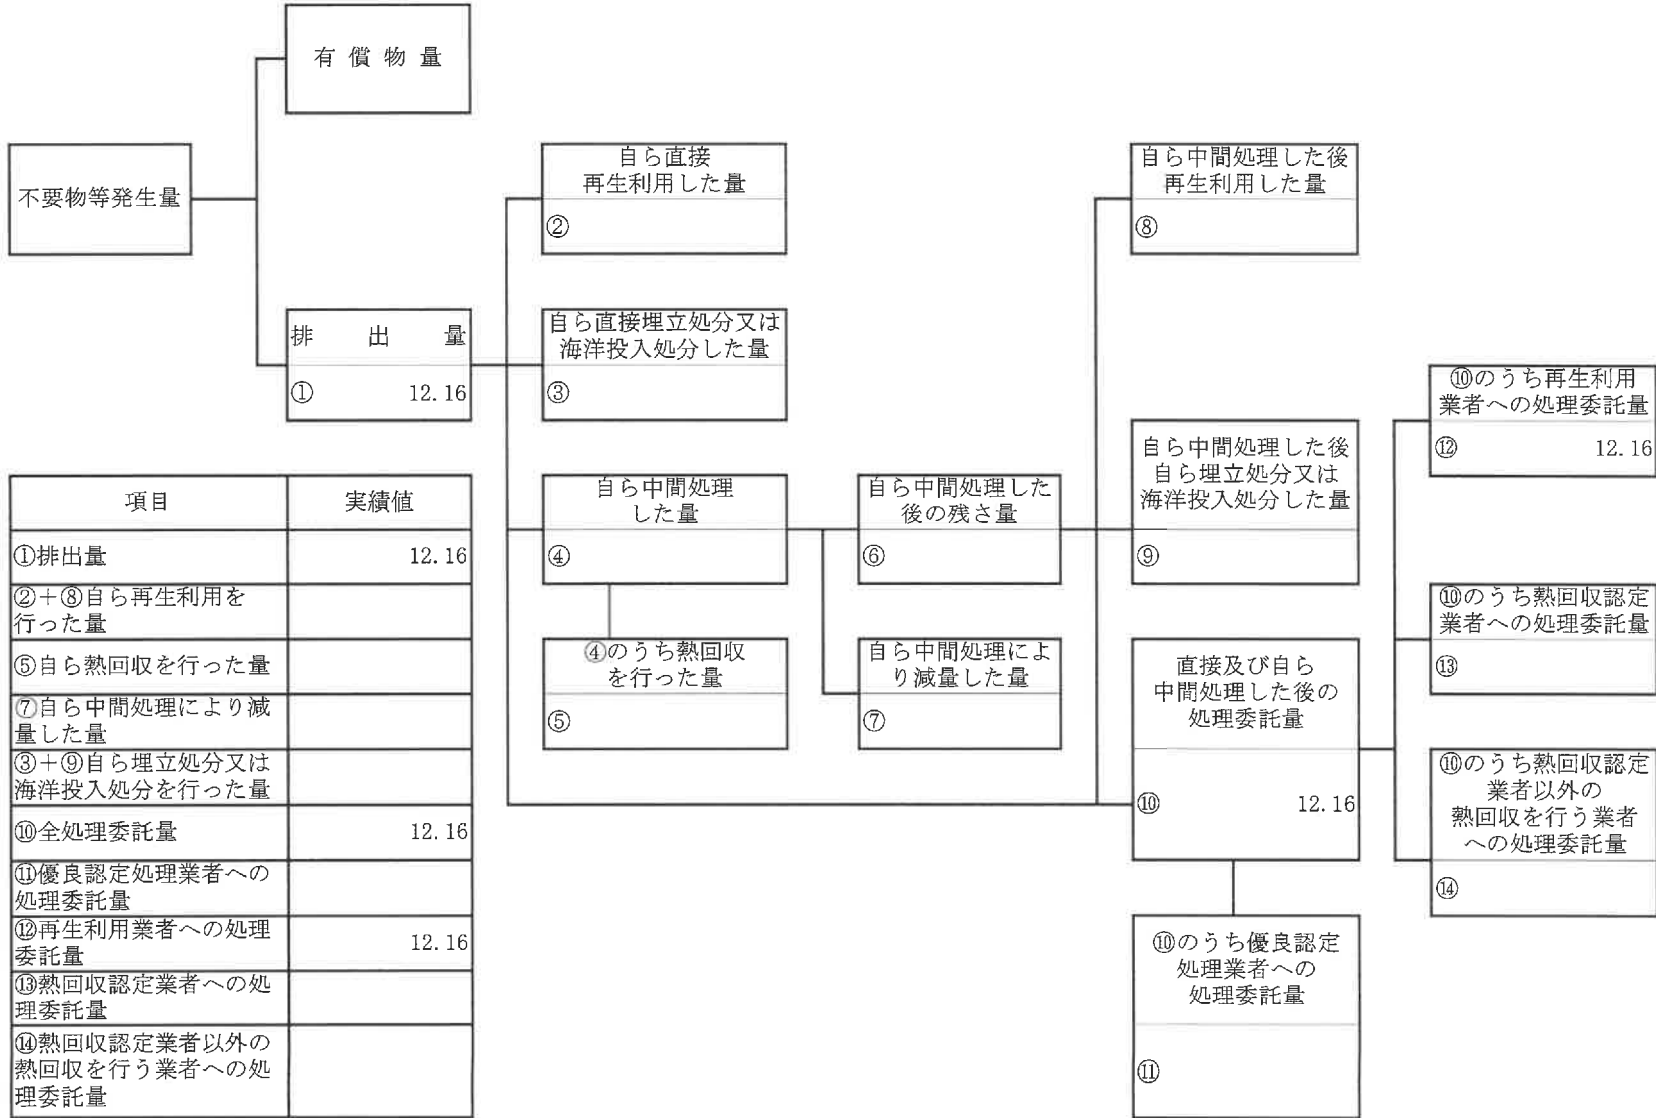 有償物量
不要物等発生量
排出量
① 12.16
自ら直接
再生利用した量
②
自ら直接埋立処分又は
海洋投入処分した量
③
自ら中間処理
した量
④
④のうち熱回収
を行った量
⑤
自ら中間処理した
後の残さ量
⑥
自ら中間処理によ
り減量した量
⑦
自ら中間処理した後
再生利用した量
⑧
自ら中間処理した後
自ら埋立処分又は
海洋投入処分した量
⑨
直接及び自ら
中間処理した後の
処理委託量
⑩ 12.16
⑩のうち優良認定
処理業者への
処理委託量
⑪
⑩のうち再生利用
業者への処理委託量
⑫ 12.16
⑩のうち熱回収認定
業者への処理委託量
⑬
⑩のうち熱回収認定
業者以外の
熱回収を行う業者
への処理委託量
⑭
項目 実績値
①排出量 12.16
②+⑧自ら再生利用を
行った量
⑤自ら熱回収を行った量
⑦自ら中間処理により減
量した量
③+⑨自ら埋立処分又は
海洋投入処分を行った量
⑩全処理委託量 12.16
⑪優良認定処理業者への
処理委託量
⑫再生利用業者への処理
委託量 12.16
⑬熱回収認定業者への処
理委託量
⑭熱回収認定業者以外の
熱回収を行う業者への処
理委託量